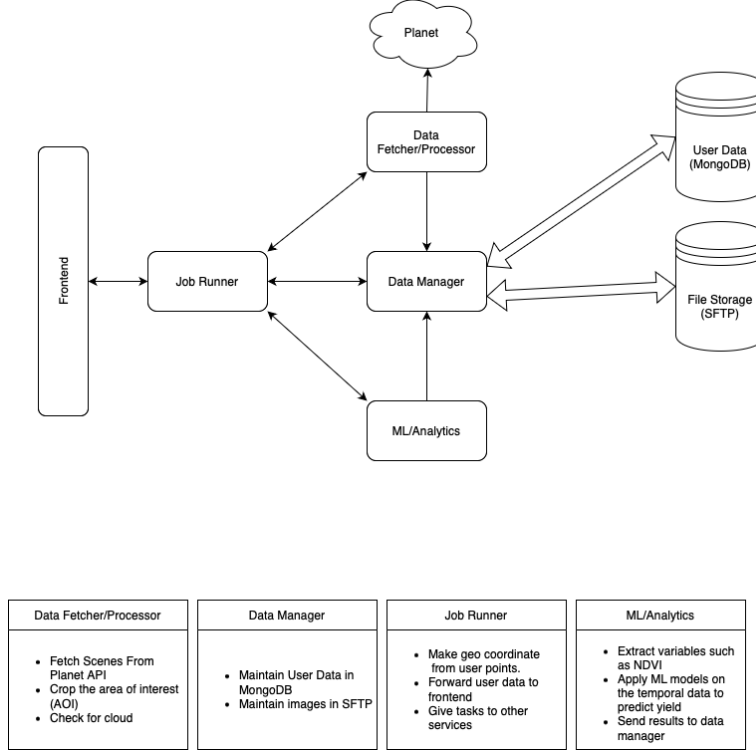 Planet
Data
Fetcher/Processor
User Data
(MongoDB)
Frontend
Job Runner
Data Manager
File Storage
(SFTP)
ML/Analytics
Data Fetcher/Processor
Fetch Scenes From
Planet API
Crop the area of interest
(AOI)
Check for cloud
Data Manager
Maintain User Data in
MongoDB
Maintain images in SFTP
Job Runner
Make geo coordinate
from user points.
Forward user data to
frontend
Give tasks to other
services
ML/Analytics
Extract variables such
as NDVI
Apply ML models on
the temporal data to
predict yield
Send results to data
manager